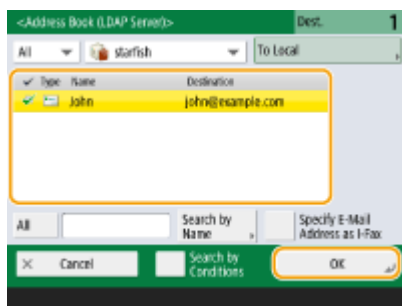 <Address Book (LDAP Server)> Dest. 1
All starfish To Local
Type Name Destination
John john@example.com
All Search by Name Specify E-Mail Address as I-Fax
Cancel Search by Conditions OK